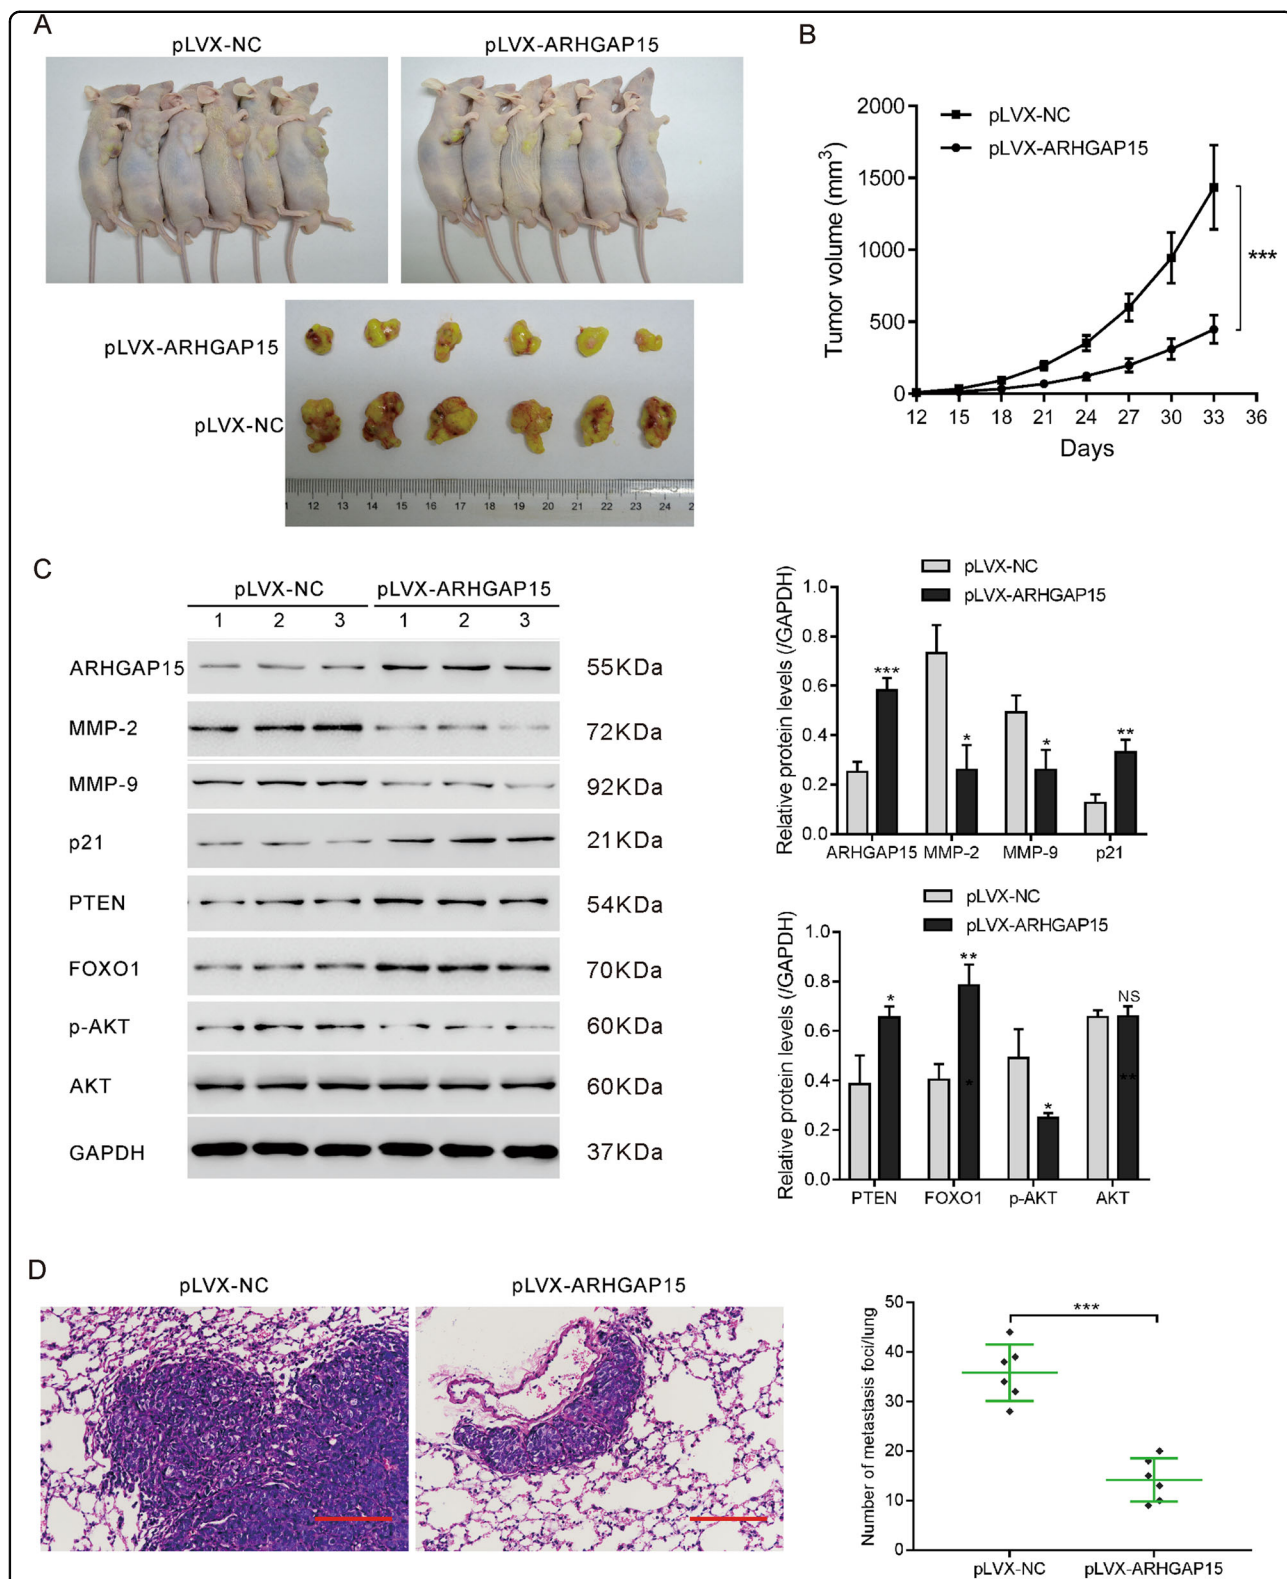 A
pLVX-NC
pLVX-ARHGAP15
pLVX-ARHGAP15
pLVX-NC
12 13 14 15 16 17 18 19 20 21 22 23 24
B
pLVX-NC
pLVX-ARHGAP15
Tumor volume (mm³)
2000
1500
1000
500
0
***
12 15 18 21 24 27 30 33 36
Days
C
pLVX-NC pLVX-ARHGAP15
1 2 3 1 2 3
ARHGAP15 55KDa
MMP-2 72KDa
MMP-9 92KDa
p21 21KDa
PTEN 54KDa
FOXO1 70KDa
p-AKT 60KDa
AKT 60KDa
GAPDH 37KDa
pLVX-NC
pLVX-ARHGAP15
Relative protein levels (/GAPDH)
1.0
0.8
0.6
0.4
0.2
0.0
*** * * **
ARHGAP15 MMP-2 MMP-9 p21
pLVX-NC
pLVX-ARHGAP15
Relative protein levels (/GAPDH)
1.0
0.8
0.6
0.4
0.2
0.0
* ** * NS
* **
PTEN FOXO1 p-AKT AKT
D
pLVX-NC
pLVX-ARHGAP15
Number of metastasis foci/lung
50
40
30
20
10
0
***
pLVX-NC pLVX-ARHGAP15